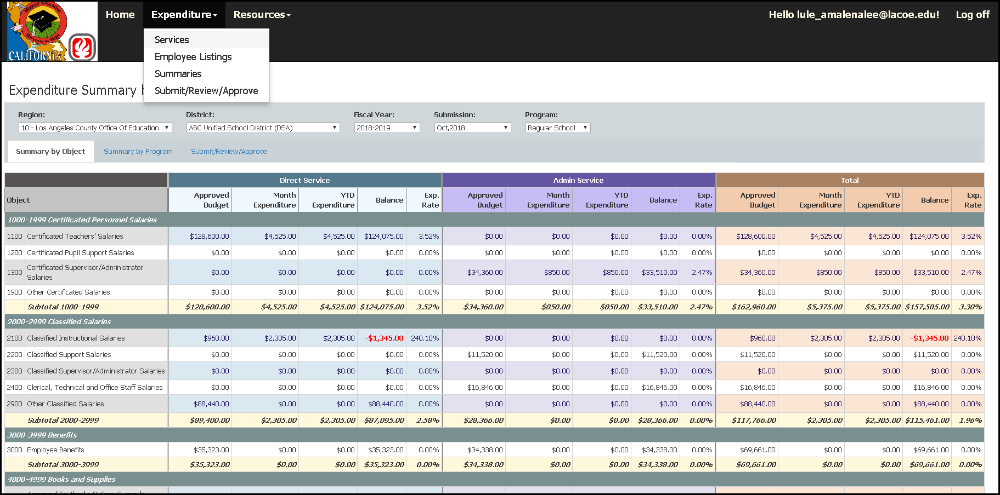 Migrant Education
Harvests of Hope
CALIFORNIA
Home Expenditure Resources Hello lule_amalenalee@lacoe.edu! Log off
Services
Employee Listings
Summaries
Submit/Review/Approve
Expenditure Summary
Region: District: Fiscal Year: Submission: Program:
10 - Los Angeles County Office Of Education ABC Unified School District (DSA) 2018-2019 Oct,2018 Regular School
Summary by Object Summary by Program Submit/Review/Approve
Direct Service Admin Service Total
Object Approved Budget Month Expenditure YTD Expenditure Balance Exp. Rate Approved Budget Month Expenditure YTD Expenditure Balance Exp. Rate Approved Budget Month Expenditure YTD Expenditure Balance Exp. Rate
1000-1999 Certificated Personnel Salaries
1100 Certificated Teachers' Salaries $128,600.00 $4,525.00 $4,525.00 $124,075.00 3.52% $0.00 $0.00 $0.00 $0.00 0.00% $128,600.00 $4,525.00 $4,525.00 $124,075.00 3.52%
1200 Certificated Pupil Support Salaries $0.00 $0.00 $0.00 $0.00 0.00% $0.00 $0.00 $0.00 $0.00 0.00% $0.00 $0.00 $0.00 $0.00 0.00%
1300 Certificated Supervisor/Administrator Salaries $0.00 $0.00 $0.00 $0.00 0.00% $34,360.00 $850.00 $850.00 $33,510.00 2.47% $34,360.00 $850.00 $850.00 $33,510.00 2.47%
1900 Other Certificated Salaries $0.00 $0.00 $0.00 $0.00 0.00% $0.00 $0.00 $0.00 $0.00 0.00% $0.00 $0.00 $0.00 $0.00 0.00%
Subtotal 1000-1999 $128,600.00 $4,525.00 $4,525.00 $124,075.00 3.52% $34,360.00 $850.00 $850.00 $33,510.00 2.47% $162,960.00 $5,375.00 $5,375.00 $157,585.00 3.30%
2000-2999 Classified Salaries
2100 Classified Instructional Salaries $960.00 $2,305.00 $2,305.00 -$1,345.00 240.10% $0.00 $0.00 $0.00 $0.00 0.00% $960.00 $2,305.00 $2,305.00 -$1,345.00 240.10%
2200 Classified Support Salaries $0.00 $0.00 $0.00 $0.00 0.00% $11,520.00 $0.00 $0.00 $11,520.00 0.00% $11,520.00 $0.00 $0.00 $11,520.00 0.00%
2300 Classified Supervisor/Administrator Salaries $0.00 $0.00 $0.00 $0.00 0.00% $0.00 $0.00 $0.00 $0.00 0.00% $0.00 $0.00 $0.00 $0.00 0.00%
2400 Clerical, Technical and Office Staff Salaries $0.00 $0.00 $0.00 $0.00 0.00% $16,846.00 $0.00 $0.00 $16,846.00 0.00% $16,846.00 $0.00 $0.00 $16,846.00 0.00%
2900 Other Classified Salaries $88,440.00 $0.00 $0.00 $88,440.00 0.00% $0.00 $0.00 $0.00 $0.00 0.00% $88,440.00 $0.00 $0.00 $88,440.00 0.00%
Subtotal 2000-2999 $89,400.00 $2,305.00 $2,305.00 $87,095.00 2.58% $28,366.00 $0.00 $0.00 $28,366.00 0.00% $117,766.00 $2,305.00 $2,305.00 $115,461.00 1.96%
3000-3999 Benefits
3000 Employee Benefits $35,323.00 $0.00 $0.00 $35,323.00 0.00% $34,338.00 $0.00 $0.00 $34,338.00 0.00% $69,661.00 $0.00 $0.00 $69,661.00 0.00%
Subtotal 3000-3999 $35,323.00 $0.00 $0.00 $35,323.00 0.00% $34,338.00 $0.00 $0.00 $34,338.00 0.00% $69,661.00 $0.00 $0.00 $69,661.00 0.00%
4000-4999 Books and Supplies